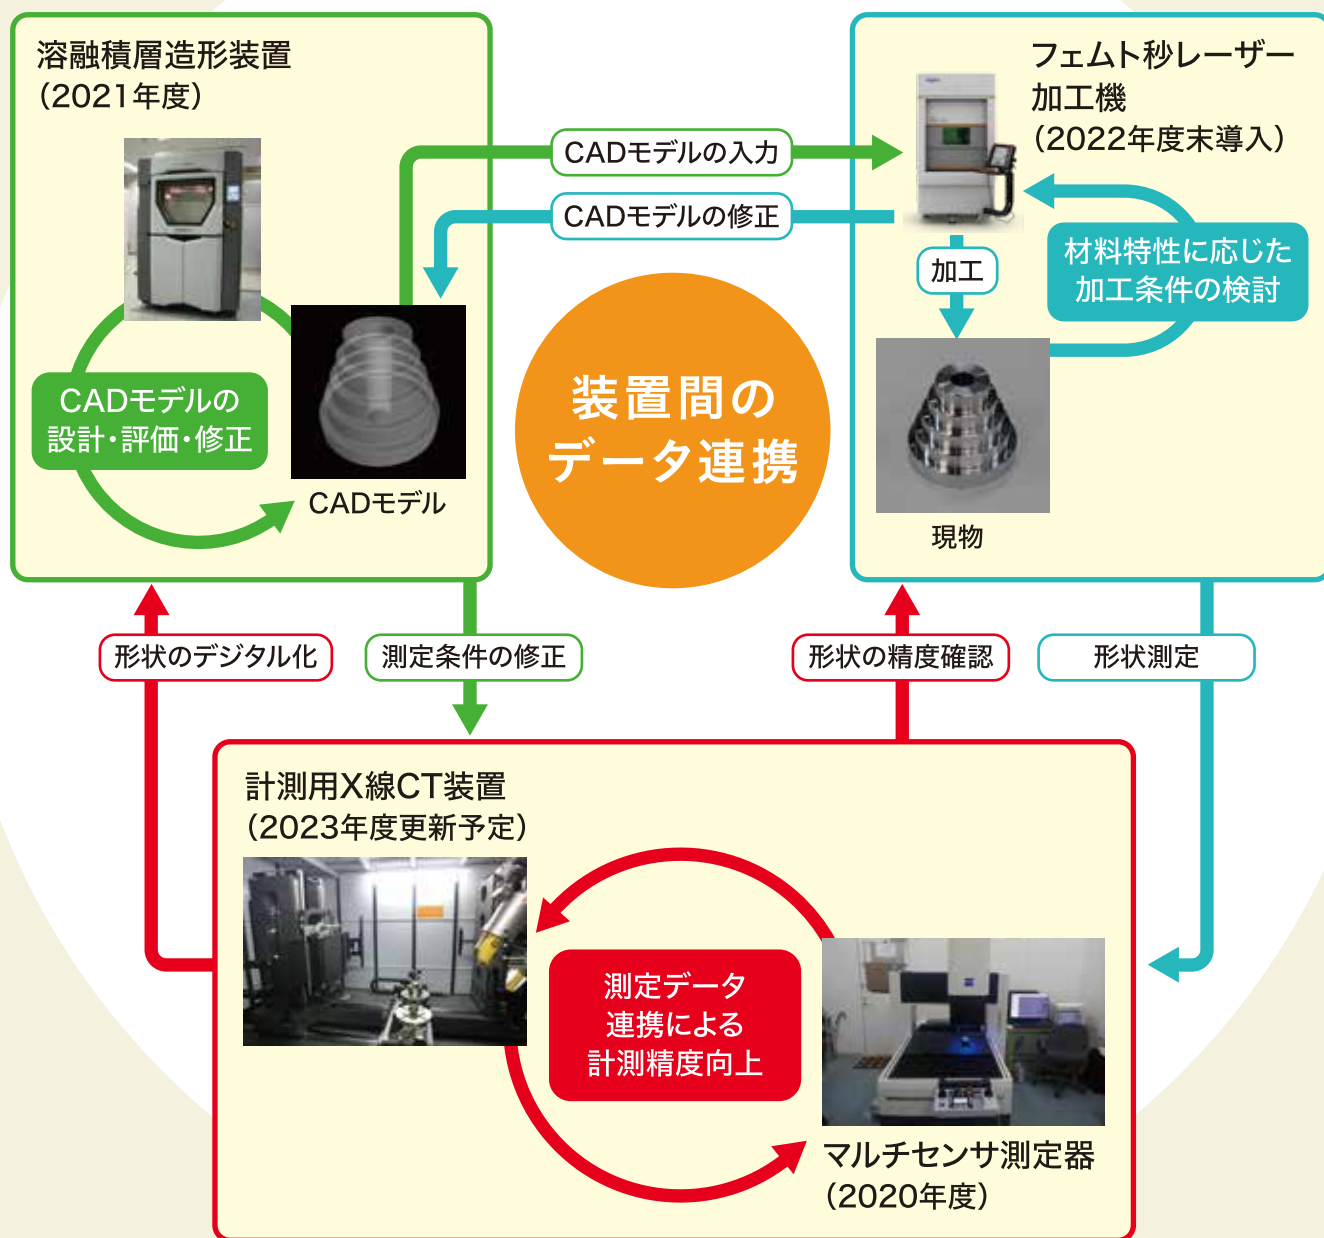 溶融積層造形装置
（2021年度）
CADモデルの
設計・評価・修正
CADモデル
CADモデルの入力
CADモデルの修正
装置間の
データ連携
フェムト秒レーザー
加工機
（2022年度末導入）
加工
材料特性に応じた
加工条件の検討
現物
形状のデジタル化
測定条件の修正
形状の精度確認
形状測定
計測用X線CT装置
（2023年度更新予定）
測定データ
連携による
計測精度向上
マルチセンサ測定器
（2020年度）